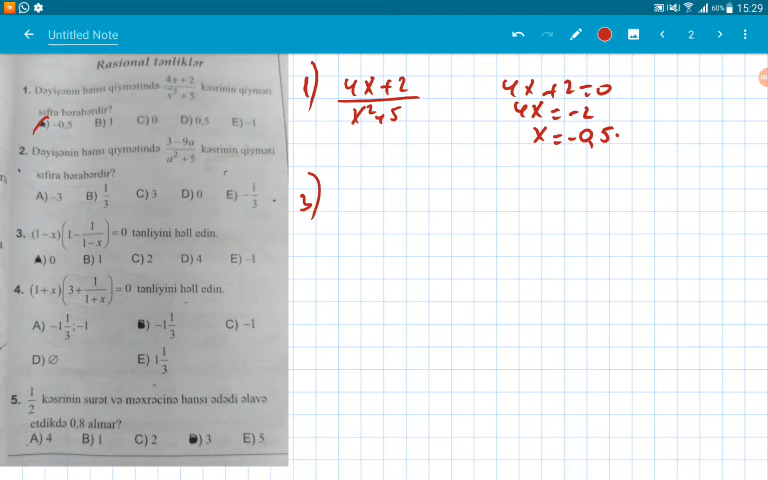 60% 15:29
Untitled Note
2
Rasional tənliklər
1. Dəyişənin hansı qiymətində (4x+2)/(x²+5) kəsrinin qiyməti
sıfra bərabərdir?
A) -0,5 B) 1 C) 0 D) 0,5 E) -1
2. Dəyişənin hansı qiymətində (3-9a)/(a²+5) kəsrinin qiyməti
sıfıra bərabərdir?
A) -3 B) 1/3 C) 3 D) 0 E) -1/3
3. (1-x)(1-1/(1-x))=0 tənliyini həll edin.
A) 0 B) 1 C) 2 D) 4 E) -1
4. (1+x)(3+1/(1+x))=0 tənliyini həll edin.
A) -1 1/3; -1 B) -1 1/3 C) -1
D) ∅ E) 1 1/3
5. 1/2 kəsrinin surət və məxrəcinə hansı ədədi əlavə
etdikdə 0,8 alınar?
A) 4 B) 1 C) 2 D) 3 E) 5
1) (4x+2)/(x²+5)
4x+2=0
4x=-2
x=-0,5.
3)